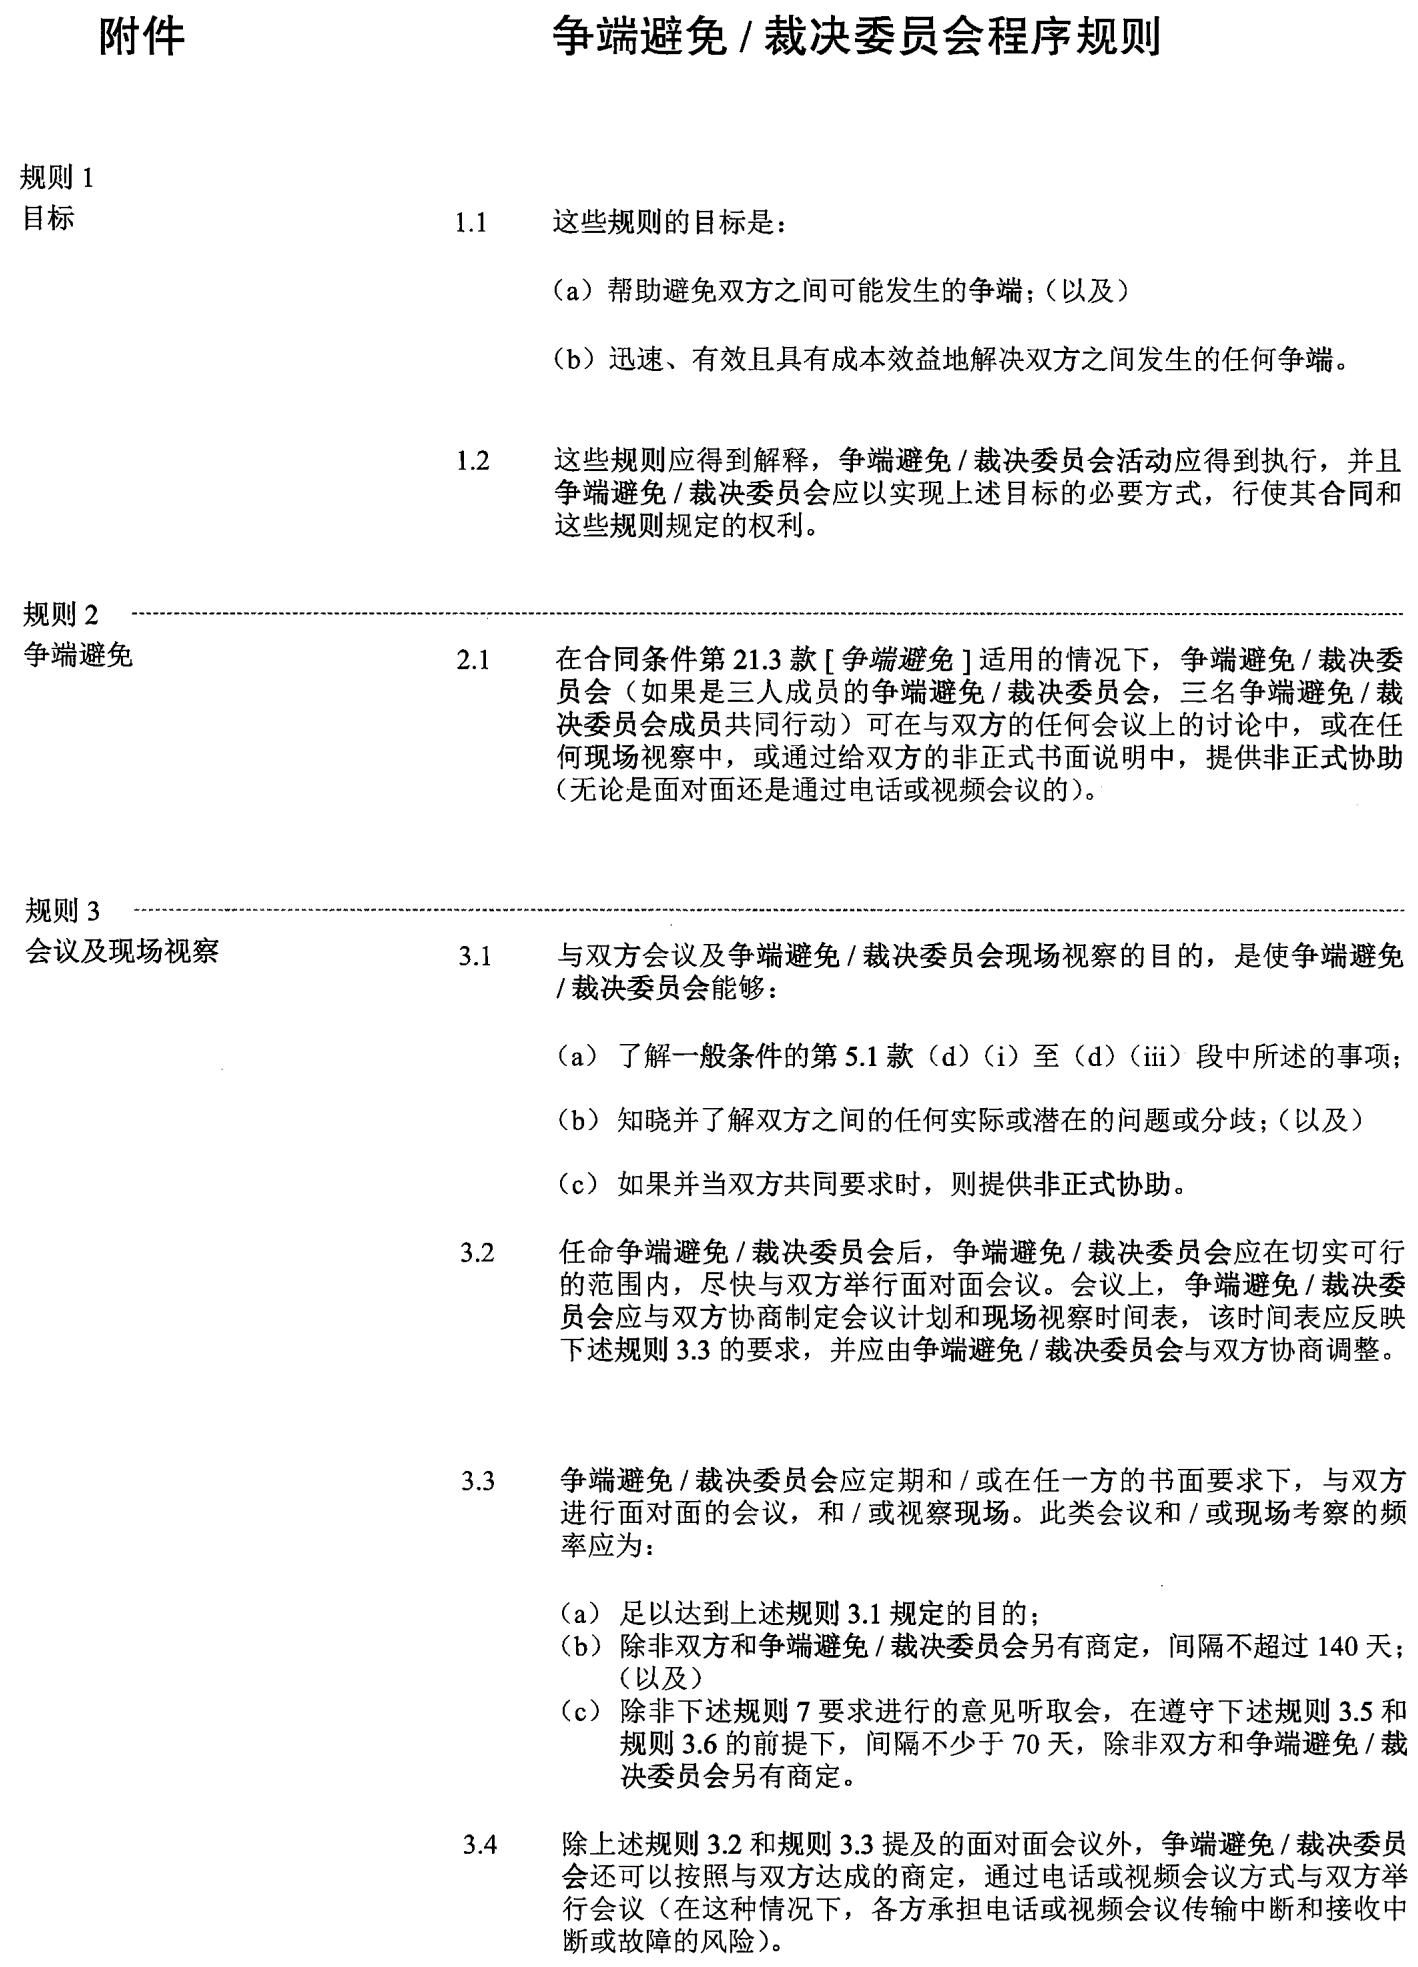 附件
争端避免 / 裁决委员会程序规则
规则 1
目标
1.1 这些规则的目标是：
（a）帮助避免双方之间可能发生的争端；（以及）
（b）迅速、有效且具有成本效益地解决双方之间发生的任何争端。
1.2 这些规则应得到解释，争端避免 / 裁决委员会活动应得到执行，并且
争端避免 / 裁决委员会应以实现上述目标的必要方式，行使其合同和
这些规则规定的权利。
规则 2
争端避免
2.1 在合同条件第 21.3 款 [ 争端避免 ] 适用的情况下，争端避免 / 裁决委
员会（如果是三人成员的争端避免 / 裁决委员会，三名争端避免 / 裁
决委员会成员共同行动）可在与双方的任何会议上的讨论中，或在任
何现场视察中，或通过给双方的非正式书面说明中，提供非正式协助
（无论是面对面还是通过电话或视频会议的）。
规则 3
会议及现场视察
3.1 与双方会议及争端避免 / 裁决委员会现场视察的目的，是使争端避免
/ 裁决委员会能够：
（a） 了解一般条件的第 5.1 款（d）（i）至（d）（iii）段中所述的事项；
（b） 知晓并了解双方之间的任何实际或潜在的问题或分歧；（以及）
（c） 如果并当双方共同要求时，则提供非正式协助。
3.2 任命争端避免 / 裁决委员会后，争端避免 / 裁决委员会应在切实可行
的范围内，尽快与双方举行面对面会议。会议上，争端避免 / 裁决委
员会应与双方协商制定会议计划和现场视察时间表，该时间表应反映
下述规则 3.3 的要求，并应由争端避免 / 裁决委员会与双方协商调整。
3.3 争端避免 / 裁决委员会应定期和 / 或在任一方的书面要求下，与双方
进行面对面的会议，和 / 或视察现场。此类会议和 / 或现场考察的频
率应为：
（a） 足以达到上述规则 3.1 规定的目的；
（b） 除非双方和争端避免 / 裁决委员会另有商定，间隔不超过 140 天；
（以及）
（c） 除非下述规则 7 要求进行的意见听取会，在遵守下述规则 3.5 和
规则 3.6 的前提下，间隔不少于 70 天，除非双方和争端避免 / 裁
决委员会另有商定。
3.4 除上述规则 3.2 和规则 3.3 提及的面对面会议外，争端避免 / 裁决委员
会还可以按照与双方达成的商定，通过电话或视频会议方式与双方举
行会议（在这种情况下，各方承担电话或视频会议传输中断和接收中
断或故障的风险）。